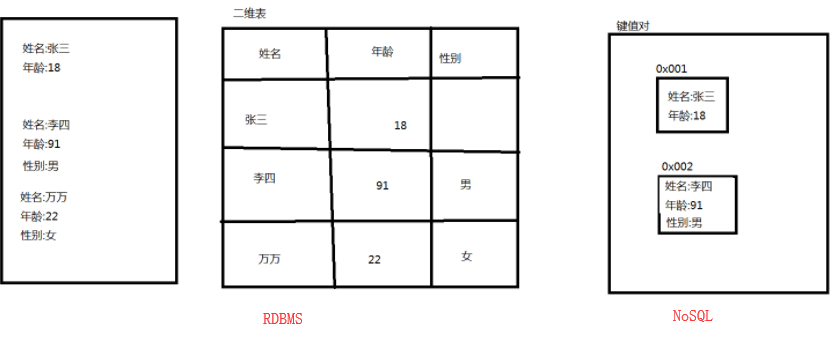 姓名:张三
年龄:18
姓名:李四
年龄:91
性别:男
姓名:万万
年龄:22
性别:女
二维表
姓名 年龄 性别
张三 18
李四 91 男
万万 22 女
RDBMS
键值对
0x001
姓名:张三
年龄:18
0x002
姓名:李四
年龄:91
性别:男
NoSQL